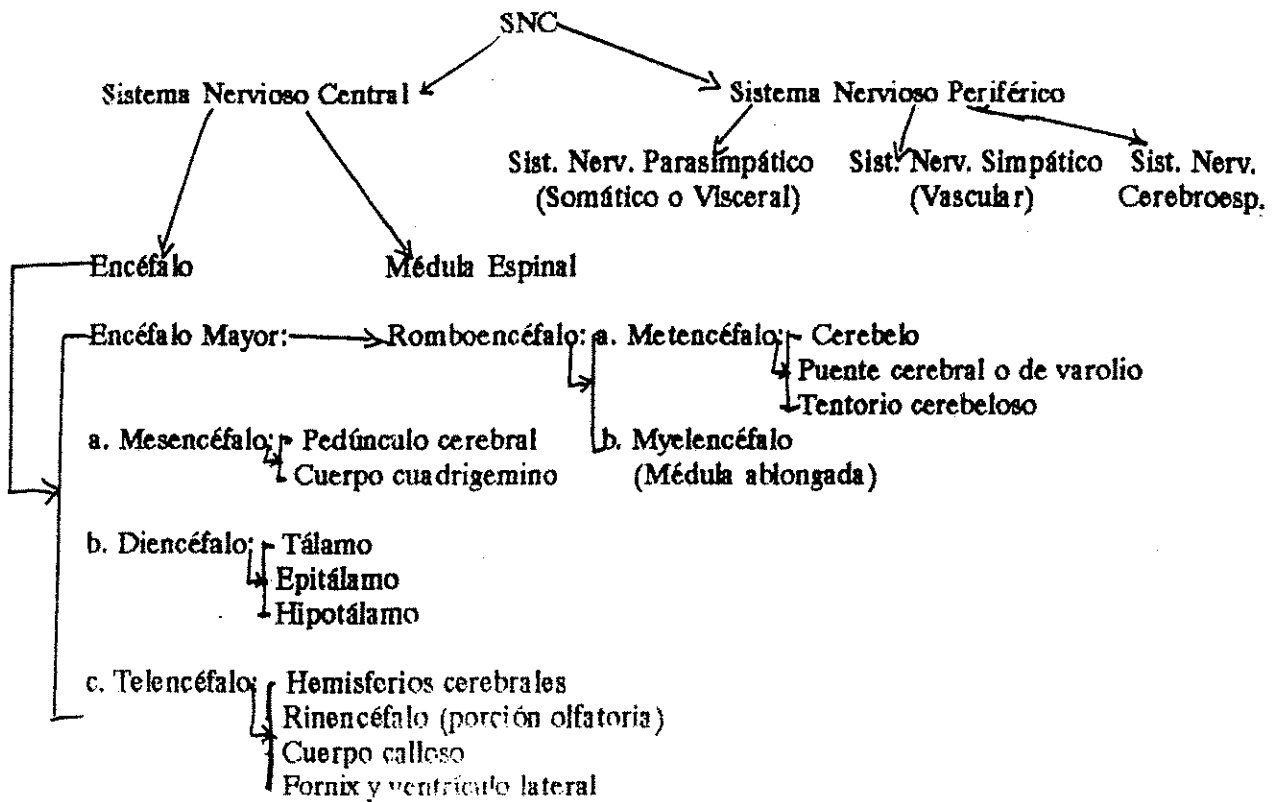 SNC
Sistema Nervioso Central
Sistema Nervioso Periférico
Sist. Nerv. Parasimpático
(Somático o Visceral)
Sist. Nerv. Simpático
(Vascular)
Sist. Nerv.
Cerebroesp.
Encéfalo
Médula Espinal
Encéfalo Mayor:
Romboencéfalo: a. Metencéfalo: - Cerebelo
Puente cerebral o de varolio
Tentorio cerebeloso
a. Mesencéfalo: - Pedúnculo cerebral
Cuerpo cuadrigemino
b. Myelencéfalo
(Médula ablongada)
b. Diencéfalo: - Tálamo
Epitálamo
Hipotálamo
c. Telencéfalo: Hemisferios cerebrales
Rinencéfalo (porción olfatoria)
Cuerpo calloso
Fornix y ventrículo lateral